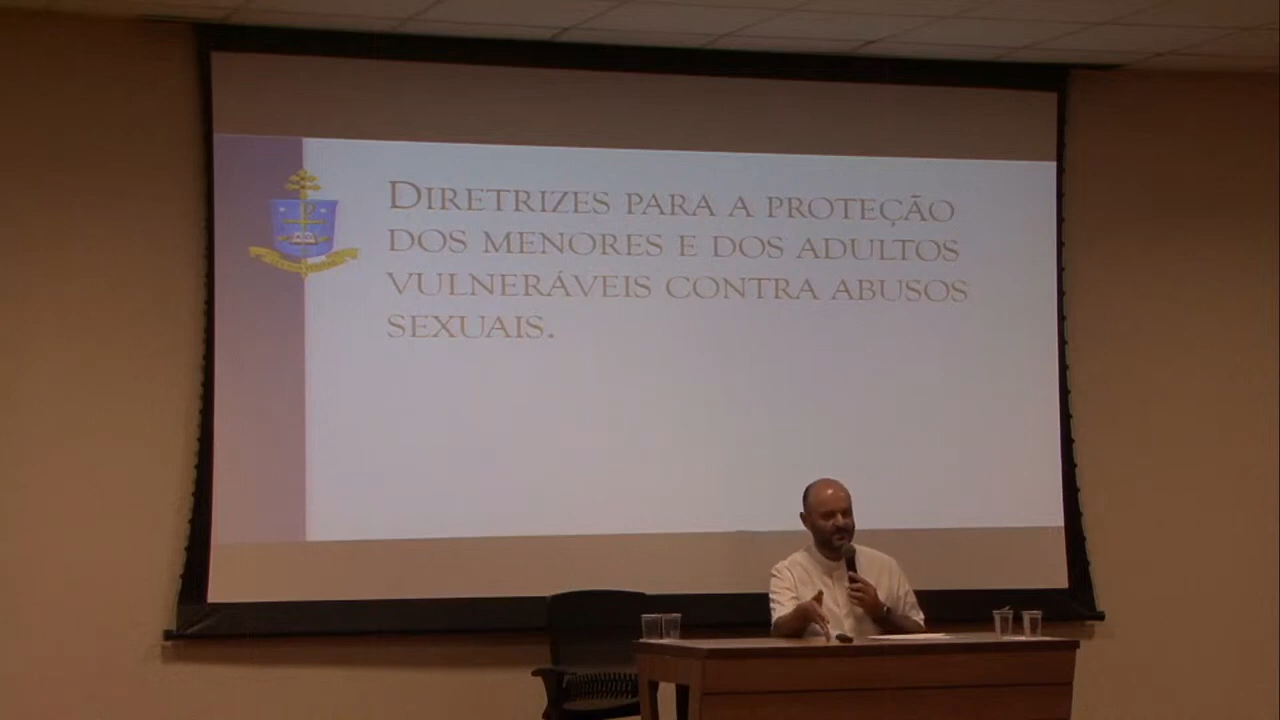 DIRETRIZES PARA A PROTEÇÃO
DOS MENORES E DOS ADULTOS
VULNERÁVEIS CONTRA ABUSOS
SEXUAIS.